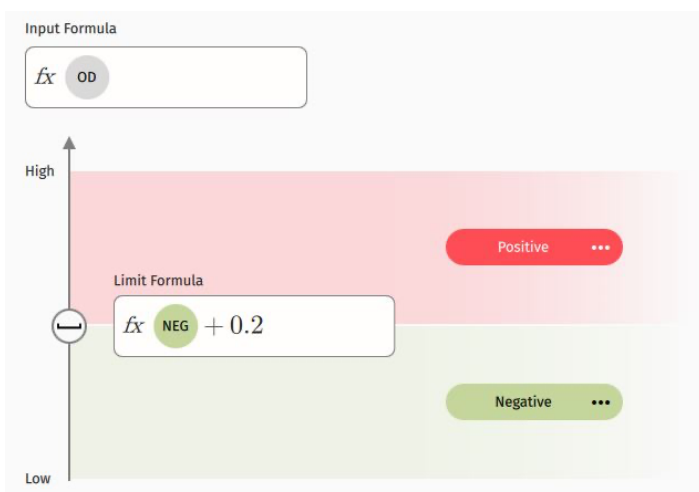 Input Formula
fx OD
High
Positive •••
Limit Formula
fx NEG + 0.2
Negative •••
Low